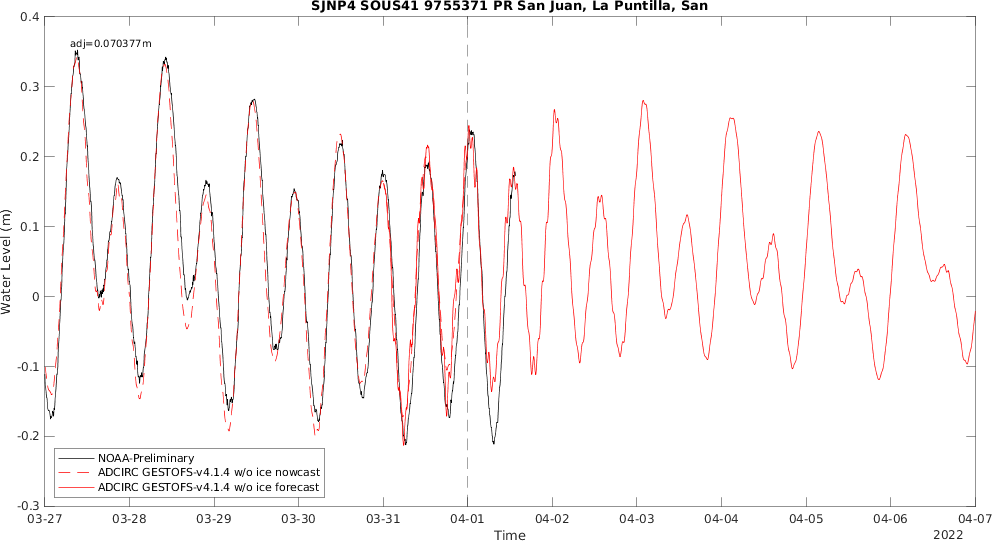 SJNP4 SOUS41 9755371 PR San Juan, La Puntilla, San
adj=0.070377m
Water Level (m)
0.4
0.3
0.2
0.1
0
-0.1
-0.2
-0.3
NOAA-Preliminary
ADCIRC GESTOFS-v4.1.4 w/o ice nowcast
ADCIRC GESTOFS-v4.1.4 w/o ice forecast
03-27 03-28 03-29 03-30 03-31 04-01 04-02 04-03 04-04 04-05 04-06 04-07
Time
2022